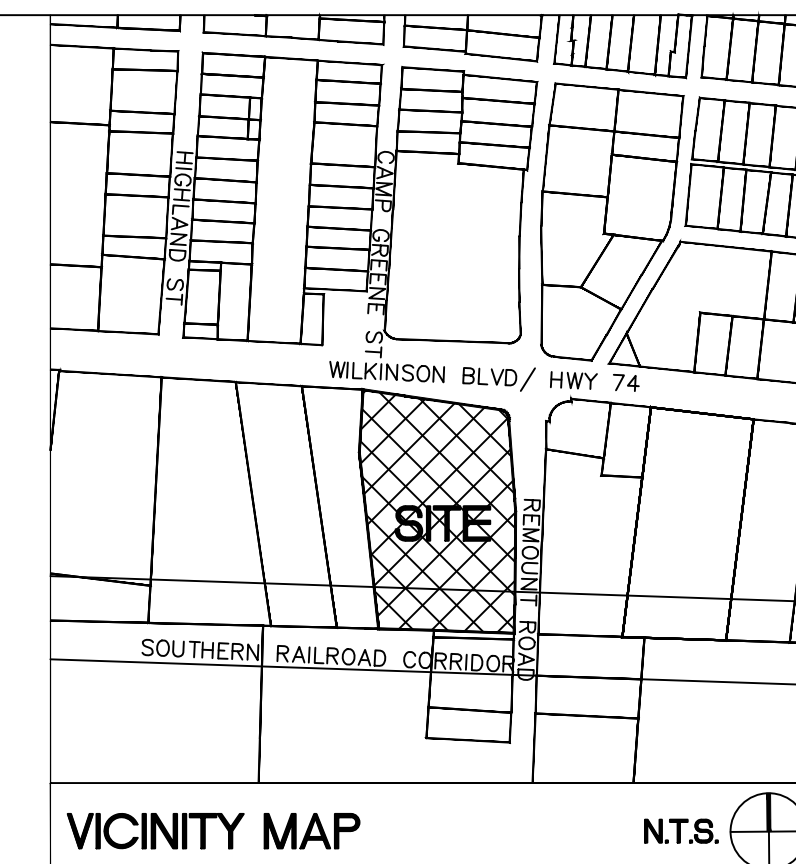 HIGHLAND ST
CAMP GREENE ST
WILKINSON BLVD/ HWY 74
SITE
REMOUNT ROAD
SOUTHERN RAILROAD CORRIDOR
VICINITY MAP
N.T.S.